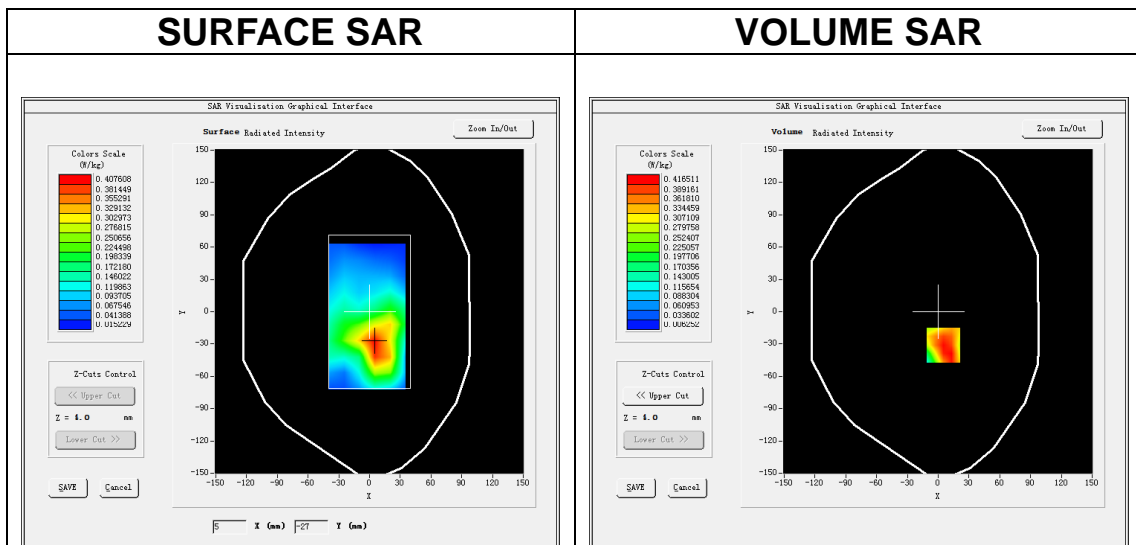 SURFACE SAR
VOLUME SAR
SAR Visualisation Graphical Interface
Surface Radiated Intensity
Zoom In/Out
Colors Scale
(W/kg)
0.407608
0.381449
0.355291
0.329132
0.302973
0.276815
0.250656
0.224498
0.198339
0.172180
0.146022
0.119863
0.093705
0.067546
0.041388
0.015229
Z-Cuts Control
<< Upper Cut
Z = 4.0 mm
Lower Cut >>
SAVE
Cancel
150
120
90
60
30
0
-30
-60
-90
-120
-150
Y
-150 -120 -90 -60 -30 0 30 60 90 120 150
X
5 X (mm) -27 Y (mm)
SAR Visualisation Graphical Interface
Volume Radiated Intensity
Zoom In/Out
Colors Scale
(W/kg)
0.416511
0.389161
0.361810
0.334459
0.307109
0.279758
0.252407
0.225057
0.197706
0.170356
0.143005
0.115654
0.088304
0.060953
0.033602
0.006252
Z-Cuts Control
<< Upper Cut
Z = 4.0 mm
Lower Cut >>
SAVE
Cancel
150
120
90
60
30
0
-30
-60
-90
-120
-150
Y
-150 -120 -90 -60 -30 0 30 60 90 120 150
X